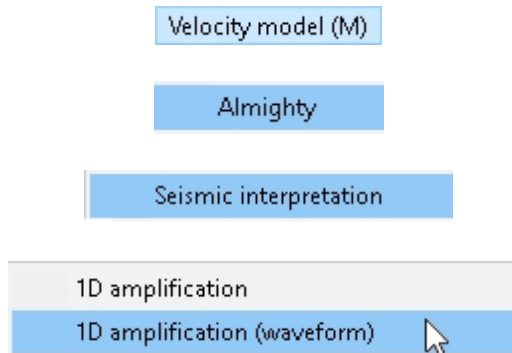 Velocity model (M)
Almighty
Seismic interpretation
1D amplification
1D amplification (waveform)